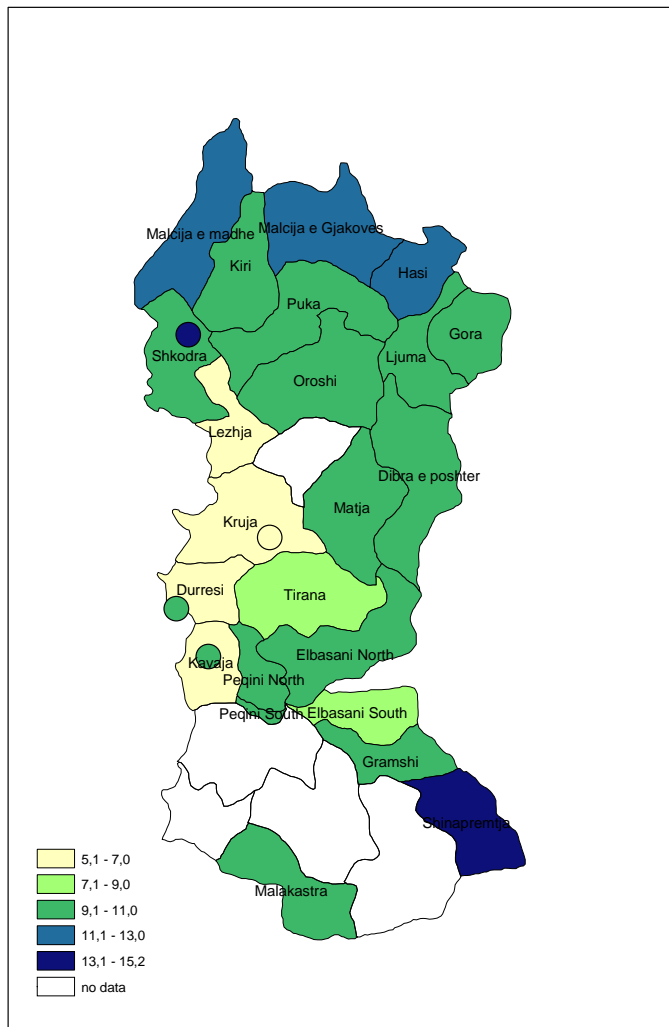 Malcija e madhe
Malcija e Gjakoves
Kiri
Hasi
Puka
Gora
Shkodra
Ljuma
Oroshi
Lezhja
Dibra e poshter
Matja
Kruja
Durresi
Tirana
Kavaja
Elbasani North
Peqini North
Peqini South
Elbasani South
Gramshi
Shinapremtja
Malakastra
5,1 - 7,0
7,1 - 9,0
9,1 - 11,0
11,1 - 13,0
13,1 - 15,2
no data